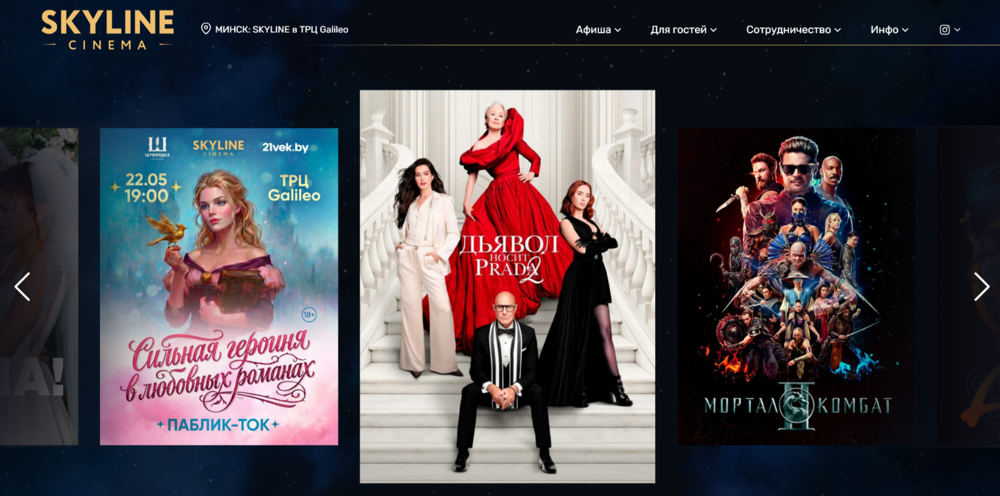 SKYLINE
CINEMA
МИНСК: SKYLINE в ТРЦ Galileo
Афиша
Для гостей
Сотрудничество
Инфо
А!
Ш
ШУФЛЯДКА
SKYLINE
CINEMA
21vek.by
22.05
19:00
ТРЦ
Galileo
18+
Сильная героиня
в любовных романах
ПАБЛИК-ТОК
ДЬЯВОЛ
НОСИТ
PRADA
2
II
МОРТАЛ КОМБАТ